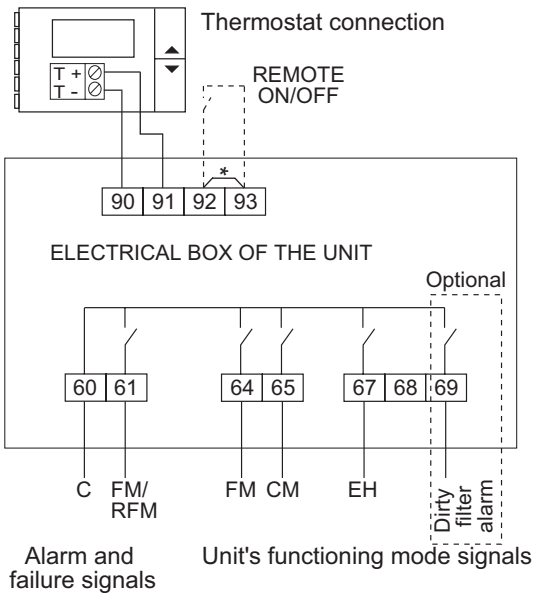 Thermostat connection
T +
T -
REMOTE
ON/OFF
*
90 91 92 93
ELECTRICAL BOX OF THE UNIT
Optional
60 61 64 65 67 68 69
C FM/
RFM
FM CM EH
Dirty
filter
alarm
Alarm and
failure signals
Unit's functioning mode signals